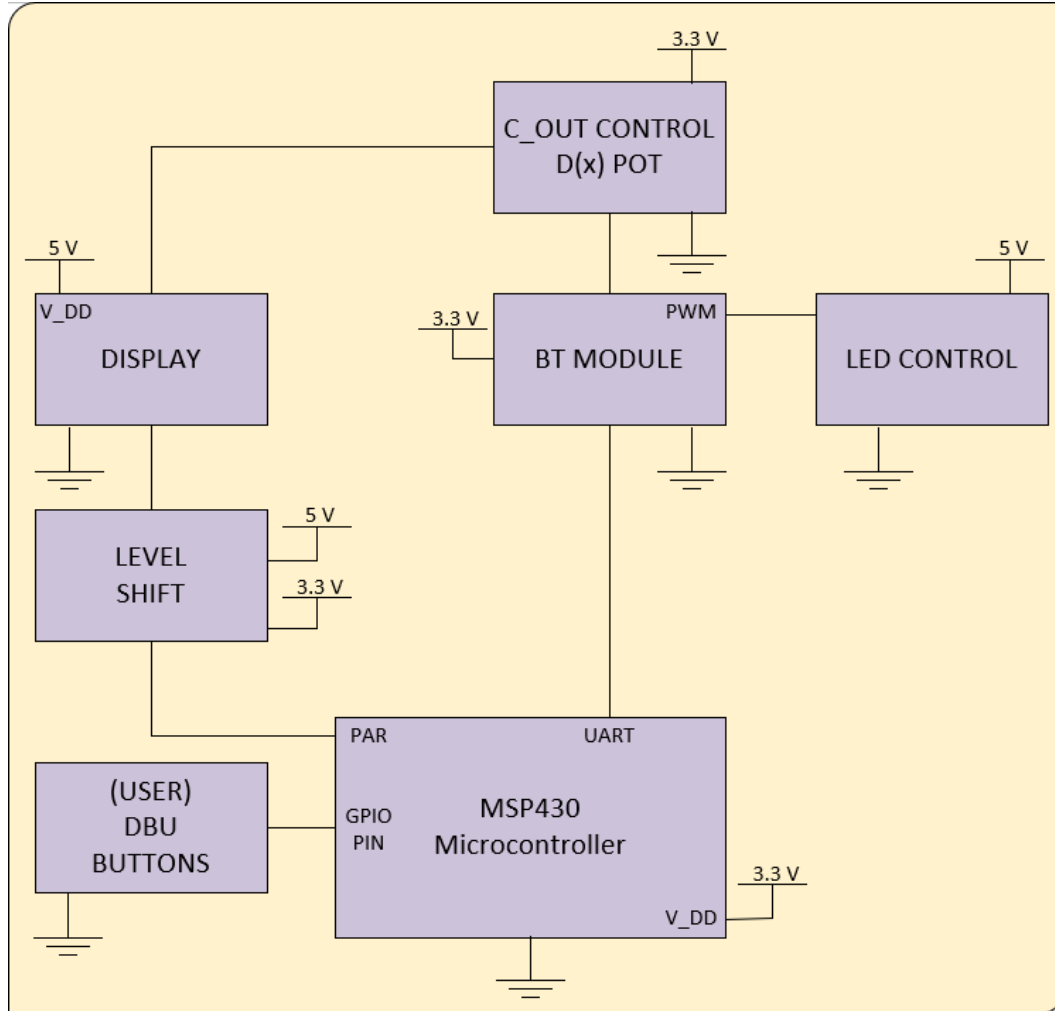 3.3 V
C_OUT CONTROL
D(x) POT
5 V
V_DD
DISPLAY
3.3 V
PWM
BT MODULE
5 V
LED CONTROL
LEVEL
SHIFT
5 V
3.3 V
PAR
UART
(USER)
DBU
BUTTONS
GPIO
PIN
MSP430
Microcontroller
V_DD
3.3 V